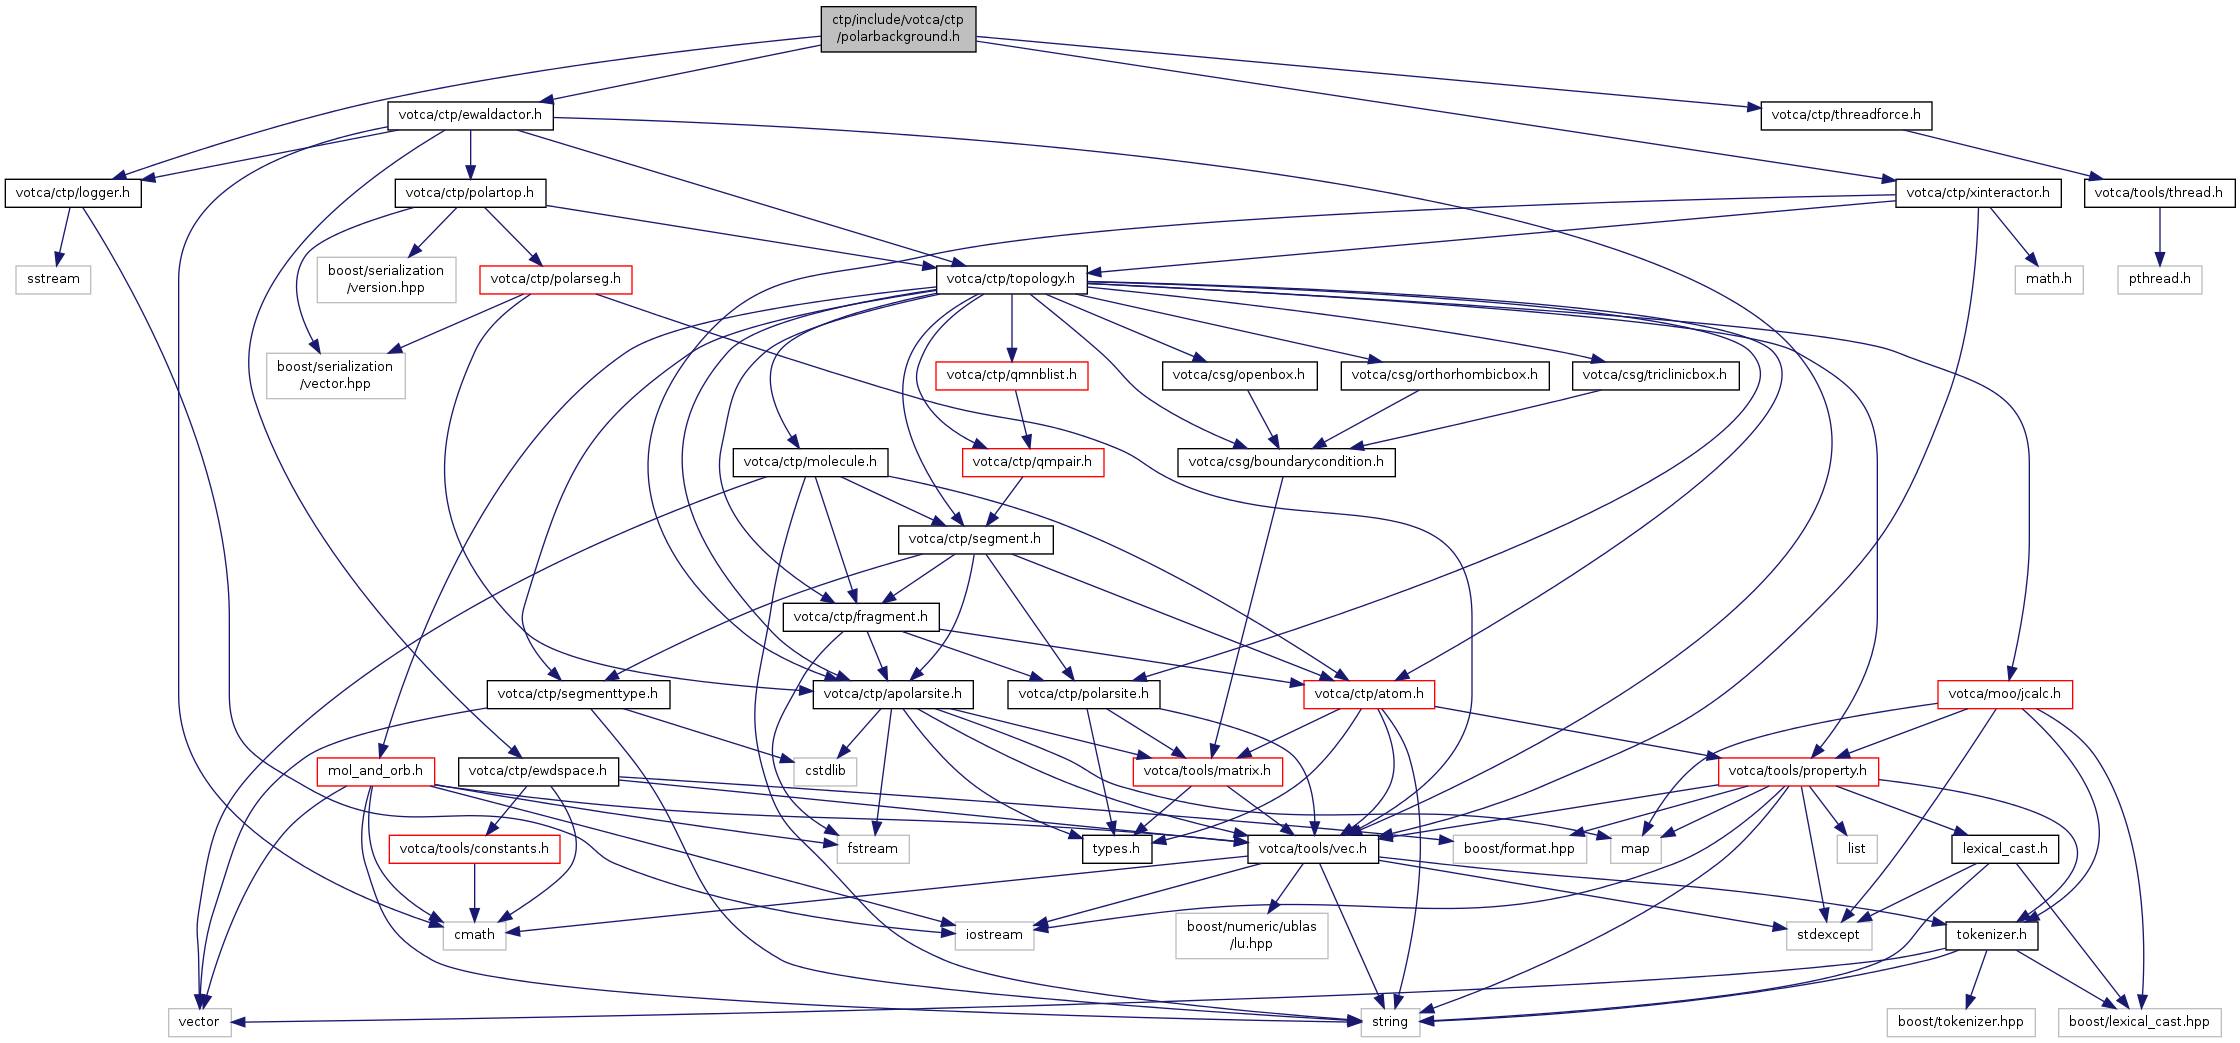 ctp/include/votca/ctp
/polarbackground.h
votca/ctp/ewaldactor.h
votca/ctp/threadforce.h
votca/ctp/logger.h
votca/ctp/polartop.h
votca/ctp/xinteractor.h
votca/tools/thread.h
sstream
boost/serialization
/version.hpp
votca/ctp/polarseg.h
votca/ctp/topology.h
math.h
pthread.h
boost/serialization
/vector.hpp
votca/ctp/qmnblist.h
votca/csg/openbox.h
votca/csg/orthorhombicbox.h
votca/csg/triclinicbox.h
votca/ctp/molecule.h
votca/ctp/qmpair.h
votca/csg/boundarycondition.h
votca/ctp/segment.h
votca/ctp/fragment.h
votca/ctp/segmenttype.h
votca/ctp/apolarsite.h
votca/ctp/polarsite.h
votca/ctp/atom.h
votca/moo/jcalc.h
mol_and_orb.h
votca/ctp/ewdspace.h
cstdlib
votca/tools/matrix.h
votca/tools/property.h
votca/tools/constants.h
fstream
types.h
votca/tools/vec.h
boost/format.hpp
map
list
lexical_cast.h
cmath
iostream
boost/numeric/ublas
/lu.hpp
stdexcept
tokenizer.h
vector
string
boost/tokenizer.hpp
boost/lexical_cast.hpp